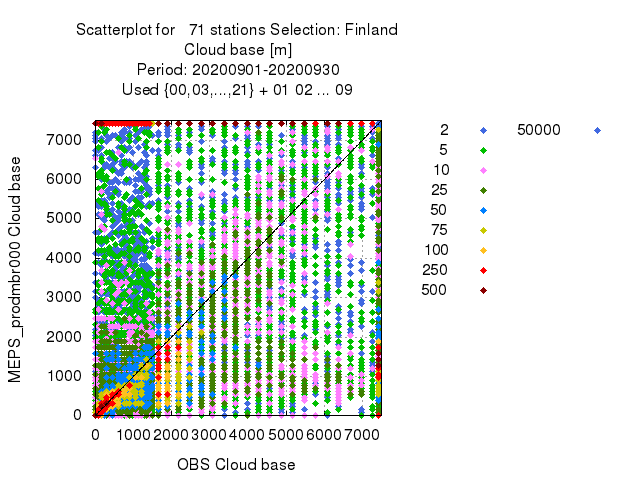 Scatterplot for 71 stations Selection: Finland
Cloud base [m]
Period: 20200901-20200930
Used {00,03,...,21} + 01 02 ... 09
MEPS_prodmbr000 Cloud base
7000
6000
5000
4000
3000
2000
1000
0
0 1000 2000 3000 4000 5000 6000 7000
OBS Cloud base
2 50000
5
10
25
50
75
100
250
500